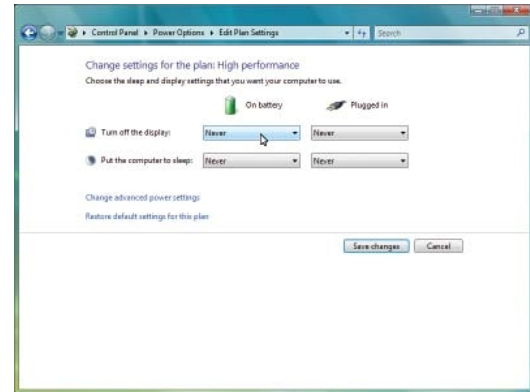 Control Panel Power Options Edit Plan Settings Search
Change settings for the plan: High performance
Choose the sleep and display settings that you want your computer to use.
On battery Plugged in
Turn off the display: Never Never
Put the computer to sleep: Never Never
Change advanced power settings
Restore default settings for this plan
Save changes Cancel